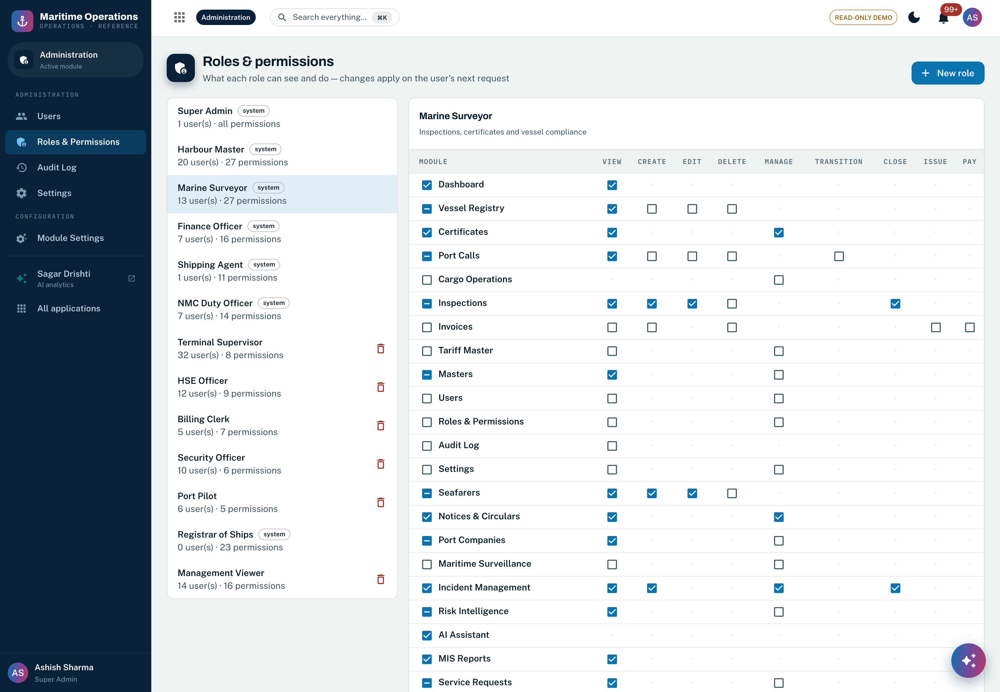 Maritime Operations
OPERATIONS · REFERENCE
Administration
Active module
ADMINISTRATION
Users
Roles & Permissions
Audit Log
Settings
CONFIGURATION
Module Settings
Sagar Drishti
AI analytics
All applications
Ashish Sharma
Super Admin
AS
Administration
Search everything... ⌘K
READ-ONLY DEMO
99+
AS
Roles & permissions
What each role can see and do — changes apply on the user's next request
New role
Super Admin system
1 user(s) · all permissions
Harbour Master system
20 user(s) · 27 permissions
Marine Surveyor system
13 user(s) · 27 permissions
Finance Officer system
7 user(s) · 16 permissions
Shipping Agent system
1 user(s) · 11 permissions
NMC Duty Officer system
7 user(s) · 14 permissions
Terminal Supervisor
32 user(s) · 8 permissions
HSE Officer
12 user(s) · 9 permissions
Billing Clerk
5 user(s) · 7 permissions
Security Officer
10 user(s) · 6 permissions
Port Pilot
6 user(s) · 5 permissions
Registrar of Ships system
0 user(s) · 23 permissions
Management Viewer
14 user(s) · 16 permissions
Marine Surveyor
Inspections, certificates and vessel compliance
MODULE VIEW CREATE EDIT DELETE MANAGE TRANSITION CLOSE ISSUE PAY
Dashboard
Vessel Registry
Certificates
Port Calls
Cargo Operations
Inspections
Invoices
Tariff Master
Masters
Users
Roles & Permissions
Audit Log
Settings
Seafarers
Notices & Circulars
Port Companies
Maritime Surveillance
Incident Management
Risk Intelligence
AI Assistant
MIS Reports
Service Requests